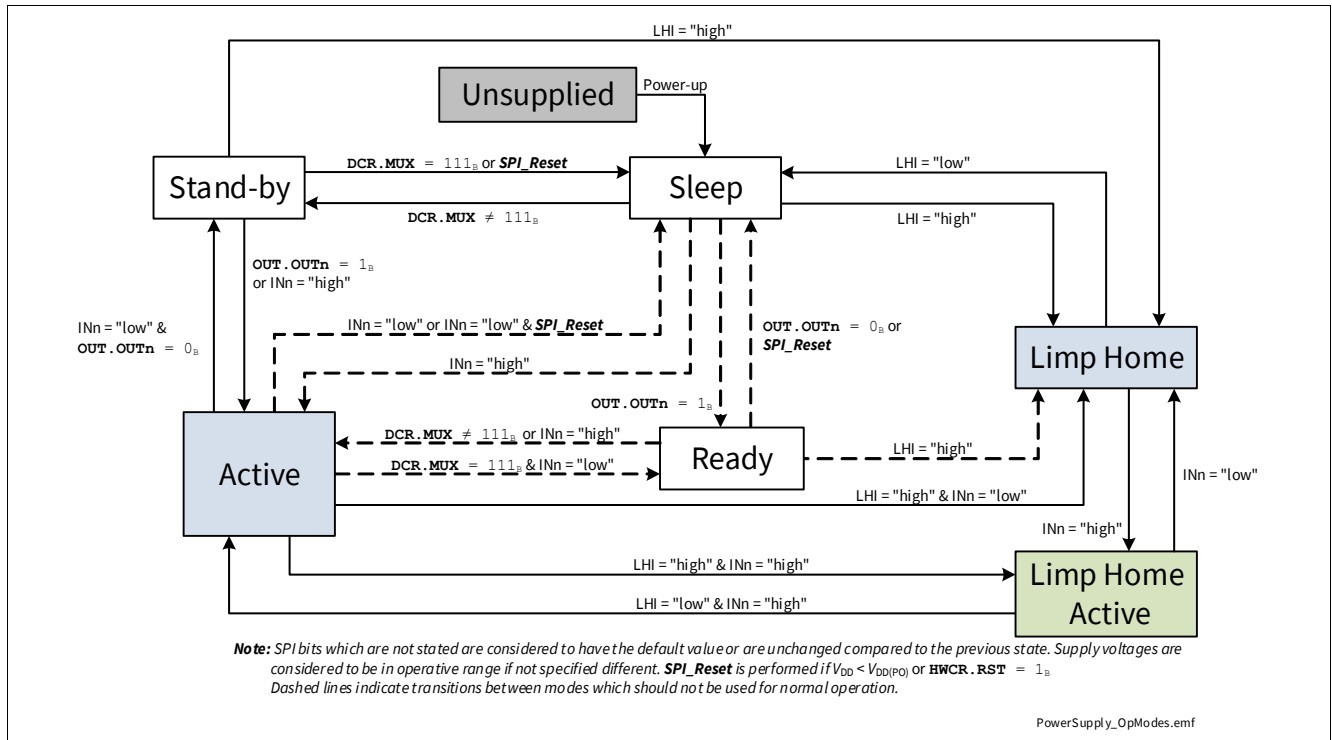 LHI = "high"
Unsupplied
Power-up
Stand-by
DCR.MUX = 111B or SPI_Reset
Sleep
LHI = "low"
DCR.MUX ≠ 111B
LHI = "high"
OUT.OUTn = 1B
or INn = "high"
INn = "low" &
OUT.OUTn = 0B
INn = "low" or INn = "low" & SPI_Reset
OUT.OUTn = 0B or
SPI_Reset
Limp Home
INn = "high"
OUT.OUTn = 1B
Active
DCR.MUX ≠ 111B or INn = "high"
Ready
LHI = "high"
DCR.MUX = 111B & INn = "low"
LHI = "high" & INn = "low"
INn = "low"
INn = "high"
LHI = "high" & INn = "high"
Limp Home
Active
LHI = "low" & INn = "high"
Note: SPI bits which are not stated are considered to have the default value or are unchanged compared to the previous state. Supply voltages are
considered to be in operative range if not specified different. SPI_Reset is performed if VDD < VDD(PO) or HWCR.RST = 1B
Dashed lines indicate transitions between modes which should not be used for normal operation.
PowerSupply_OpModes.emf